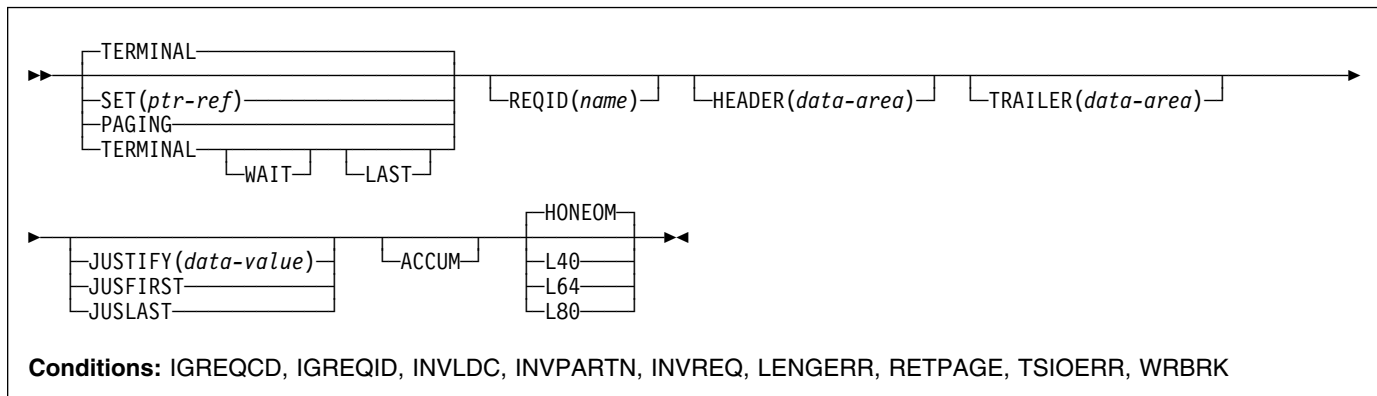 TERMINAL
SET(ptr-ref) REQID(name) HEADER(data-area) TRAILER(data-area)
PAGING
TERMINAL
WAIT LAST
HONEOM
JUSTIFY(data-value) ACCUM L40
JUSFIRST L64
JUSLAST L80
Conditions: IGREQCD, IGREQID, INVLDC, INVPARTN, INVREQ, LENGERR, RETPAGE, TSIOERR, WRBRK